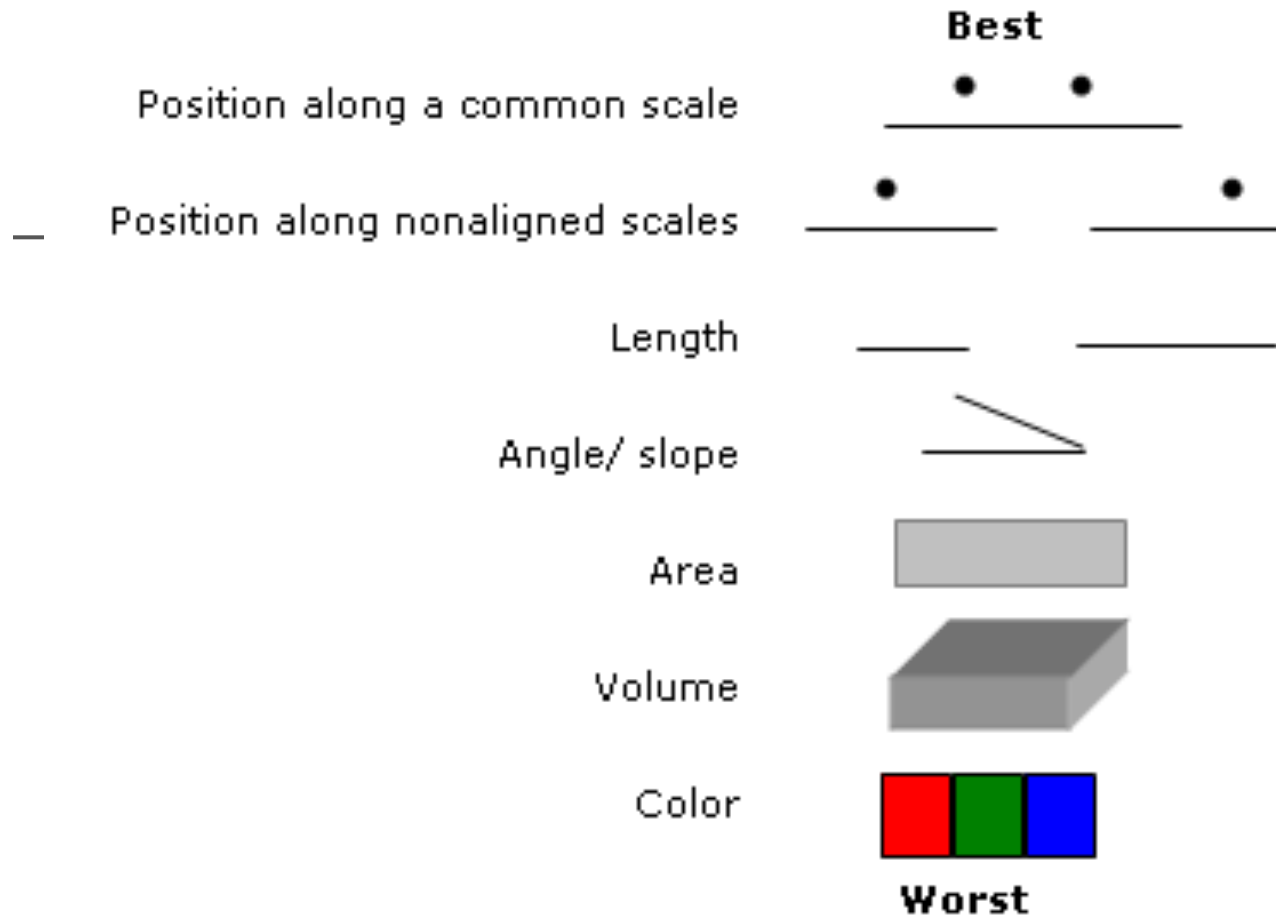 Best
Position along a common scale
Position along nonaligned scales
Length
Angle/ slope
Area
Volume
Color
Worst